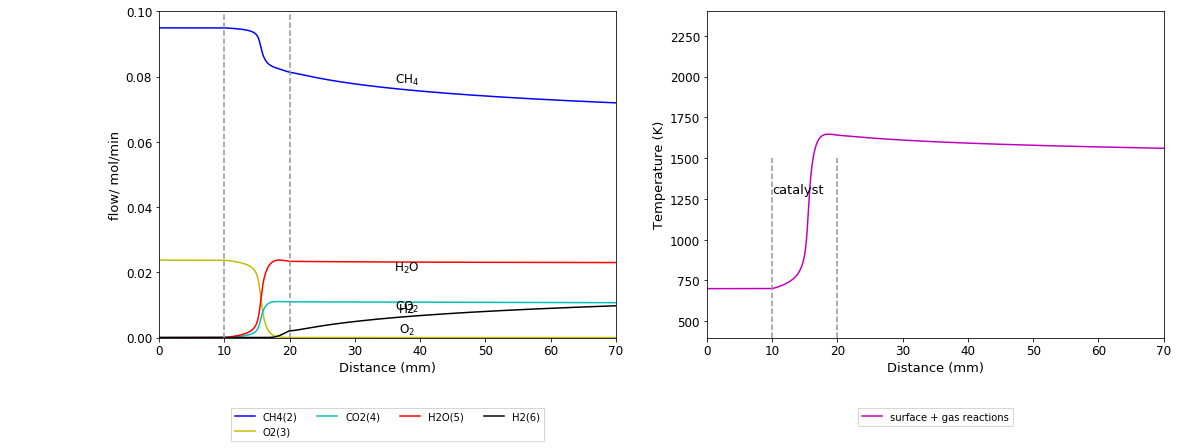 0.10
0.08
0.06
0.04
0.02
0.00
flow/ mol/min
CH4
H2O
CO2
H2
O2
0 10 20 30 40 50 60 70
Distance (mm)
CH4(2) CO2(4) H2O(5) H2(6)
O2(3)
2250
2000
1750
1500
1250
1000
750
500
Temperature (K)
catalyst
0 10 20 30 40 50 60 70
Distance (mm)
surface + gas reactions